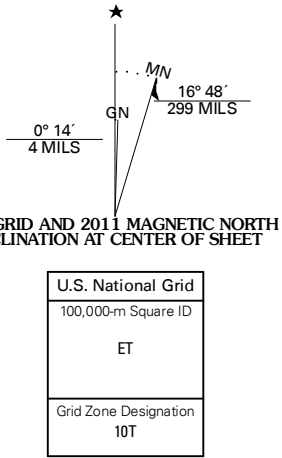 MN
16° 48´
299 MILS
GN
0° 14´
4 MILS
GRID AND 2011 MAGNETIC NORTH
CLINATION AT CENTER OF SHEET
U.S. National Grid
100,000-m Square ID
ET
Grid Zone Designation
10T